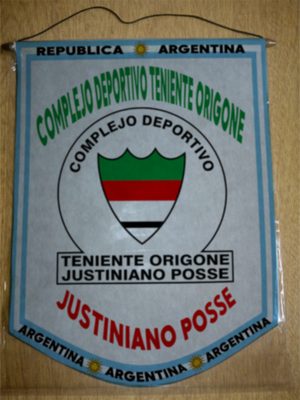 REPUBLICA ARGENTINA
COMPLEJO DEPORTIVO TENIENTE ORIGONE
COMPLEJO DEPORTIVO
TENIENTE ORIGONE
JUSTINIANO POSSE
JUSTINIANO POSSE
ARGENTINA ARGENTINA ARGENTINA